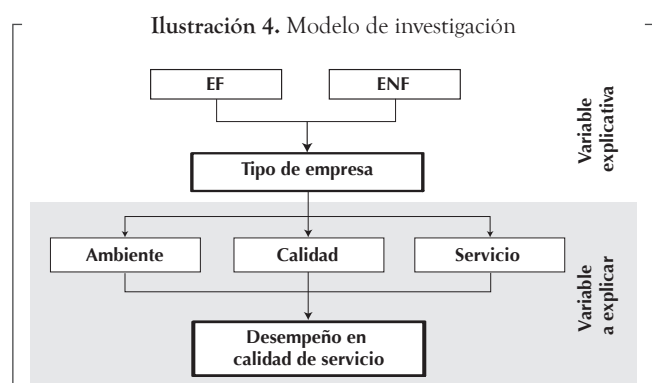 Ilustración 4. Modelo de investigación
EF
ENF
Tipo de empresa
Variable
explicativa
Ambiente
Calidad
Servicio
Desempeño en
calidad de servicio
Variable
a explicar